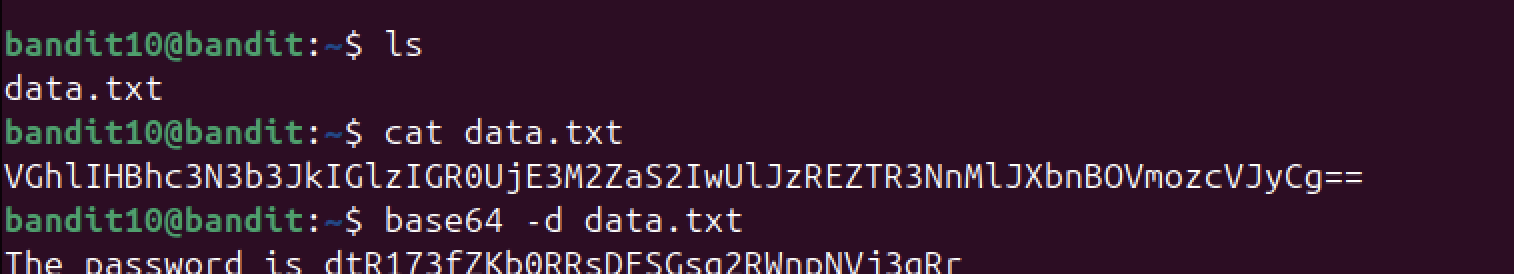 bandit10@bandit:~$ ls
data.txt
bandit10@bandit:~$ cat data.txt
VGhlIHBhc3N3b3JkIGlzIGR0UjE3M2ZaS2IwUlJzREZTR3NnMlJXbnBOVmozcVJyCg==
bandit10@bandit:~$ base64 -d data.txt
The password is dtR173fZKb0RRsDFSGsg2RWnpNVj3qRr